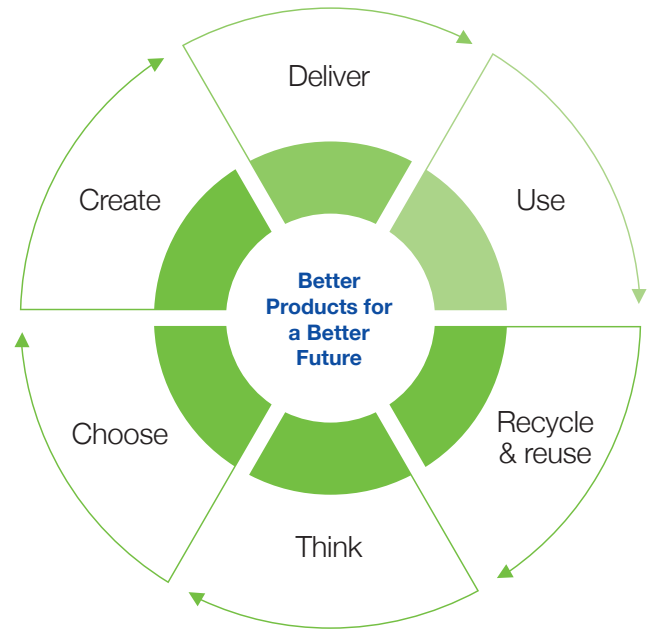 Deliver
Create
Use
Better
Products for
a Better
Future
Choose
Recycle
& reuse
Think